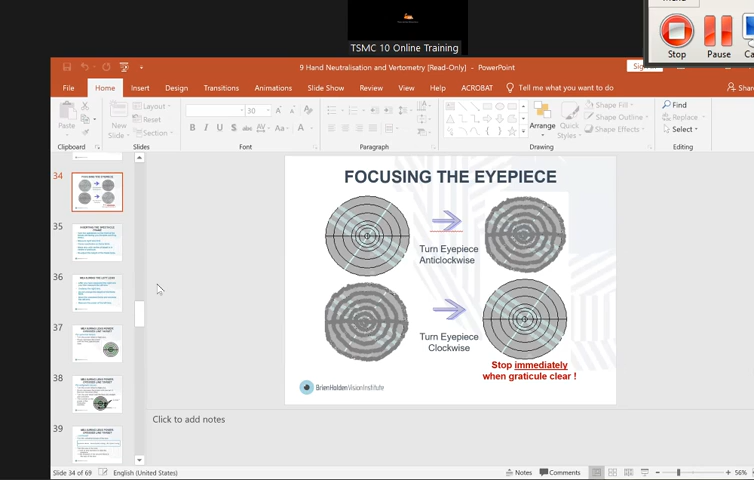 TSMC 10 Online Training
Stop
Pause
9 Hand Neutralisation and Vertometry [Read-Only] - PowerPoint
File
Home
Insert
Design
Transitions
Animations
Slide Show
Review
View
ACROBAT
Tell me what you want to do
Paste
New
Slide
Layout
Reset
Section
30
Arrange
Quick
Styles
Shape Fill
Shape Outline
Shape Effects
Find
Replace
Select
Clipboard
Slides
Font
Paragraph
Drawing
Editing
34
35
36
37
38
39
FOCUSING THE EYEPIECE
Turn Eyepiece
Anticlockwise
Turn Eyepiece
Clockwise
Stop immediately
when graticule clear !
BrienHoldenVisionInstitute
Click to add notes
Slide 34 of 69
English (United States)
Notes
Comments
56%